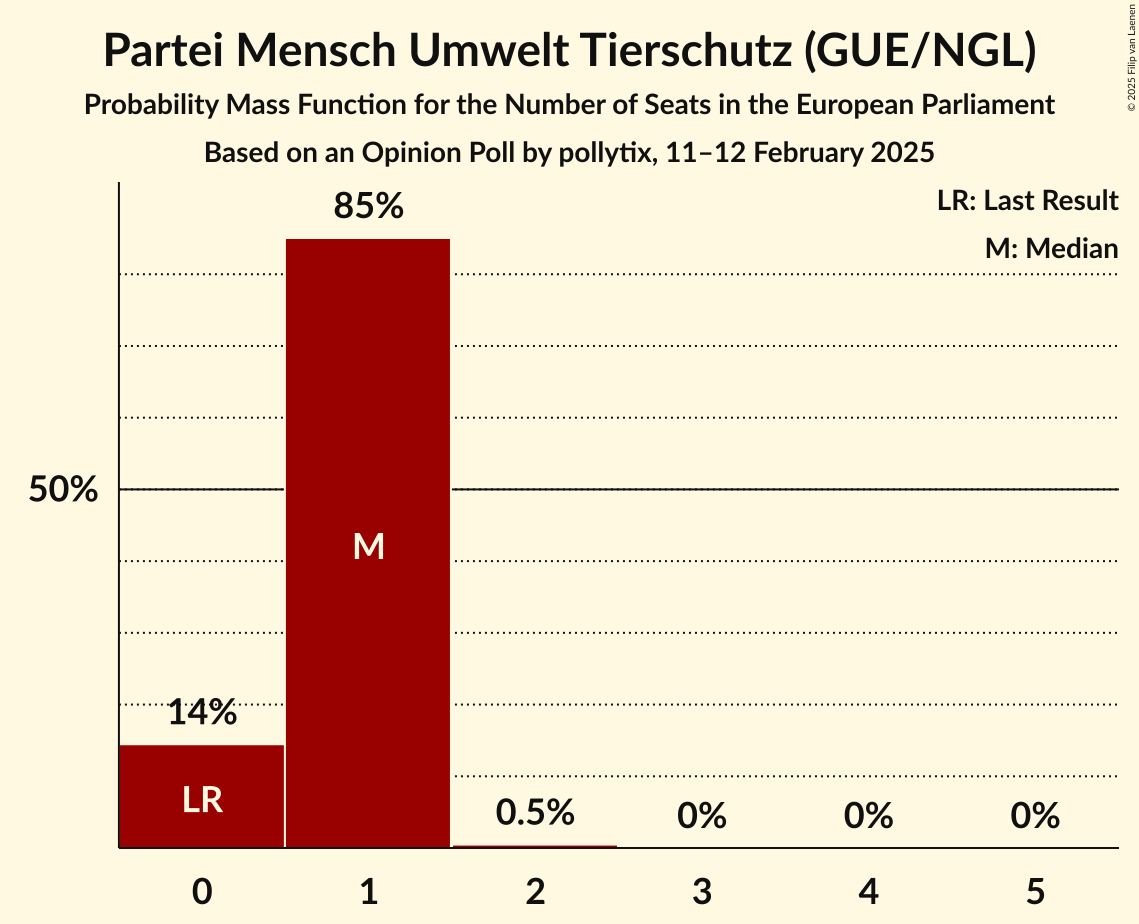 Partei Mensch Umwelt Tierschutz (GUE/NGL)
Probability Mass Function for the Number of Seats in the European Parliament
Based on an Opinion Poll by pollytix, 11–12 February 2025
© 2025 Filip van Laenen
LR: Last Result
M: Median
85%
50%
M
14%
LR
0.5%
0%
0%
0%
0
1
2
3
4
5